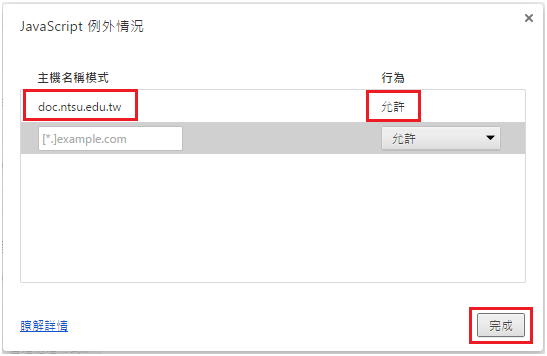 JavaScript 例外情況
主機名稱模式 行為
doc.ntsu.edu.tw 允許
[*.]example.com 允許
瞭解詳情 完成